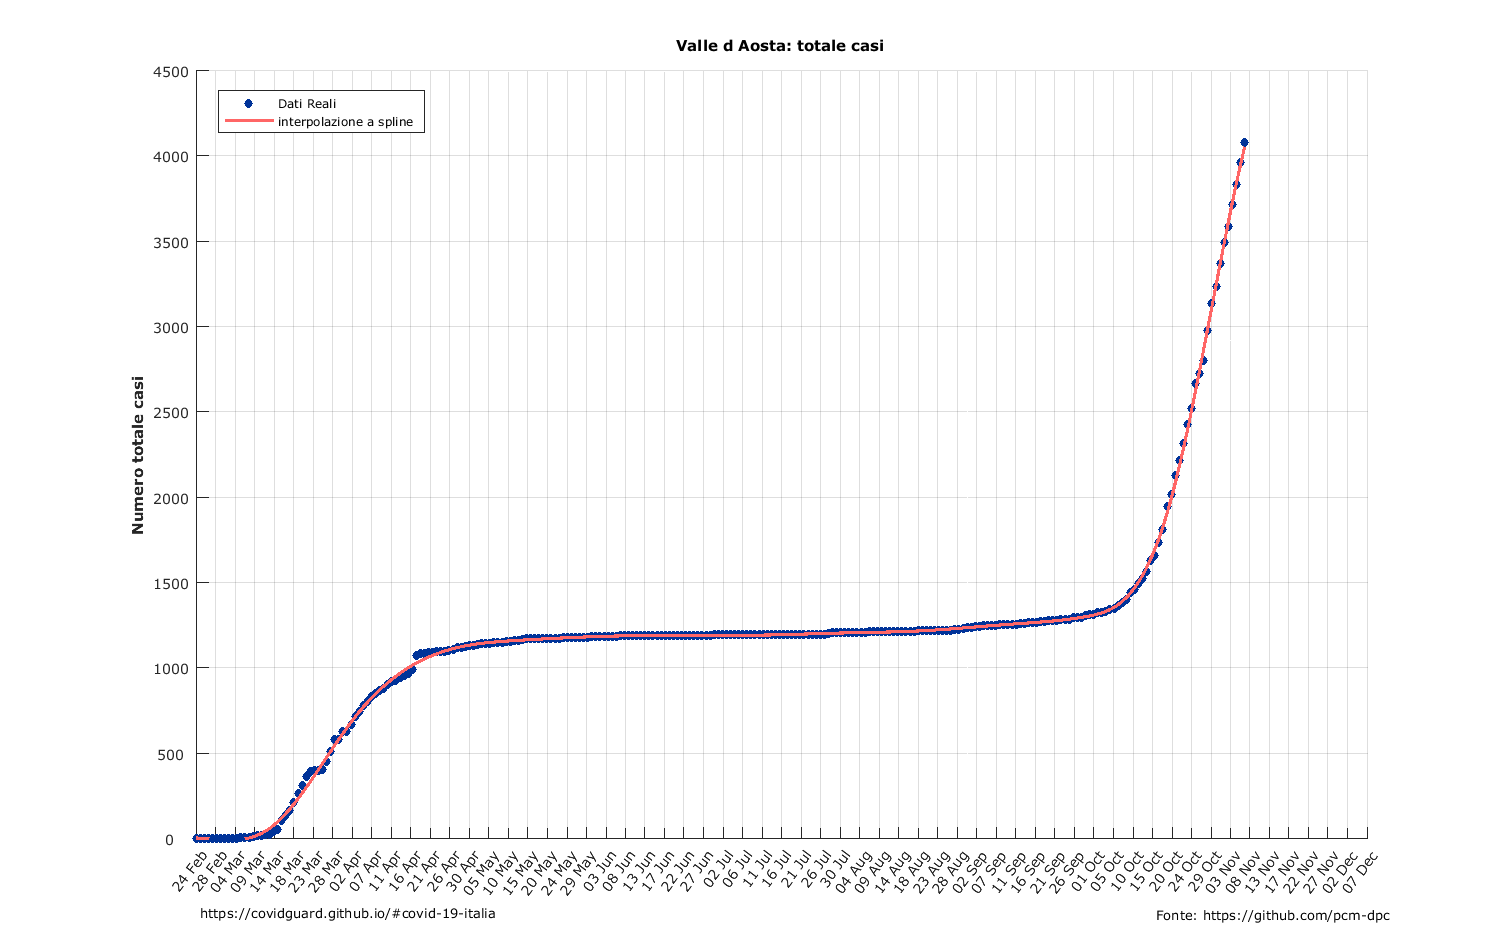 Valle d Aosta: totale casi
Dati Reali
interpolazione a spline
Numero totale casi
4500
4000
3500
3000
2500
2000
1500
1000
500
0
24 Feb
28 Feb
04 Mar
09 Mar
14 Mar
18 Mar
23 Mar
28 Mar
02 Apr
07 Apr
11 Apr
16 Apr
21 Apr
26 Apr
30 Apr
05 May
10 May
15 May
20 May
24 May
29 May
03 Jun
08 Jun
13 Jun
17 Jun
22 Jun
27 Jun
02 Jul
06 Jul
11 Jul
16 Jul
21 Jul
26 Jul
30 Jul
04 Aug
09 Aug
14 Aug
18 Aug
23 Aug
28 Aug
02 Sep
07 Sep
11 Sep
16 Sep
21 Sep
26 Sep
01 Oct
05 Oct
10 Oct
15 Oct
20 Oct
24 Oct
29 Oct
03 Nov
08 Nov
13 Nov
17 Nov
22 Nov
27 Nov
02 Dec
07 Dec
https://covidguard.github.io/#covid-19-italia
Fonte: https://github.com/pcm-dpc